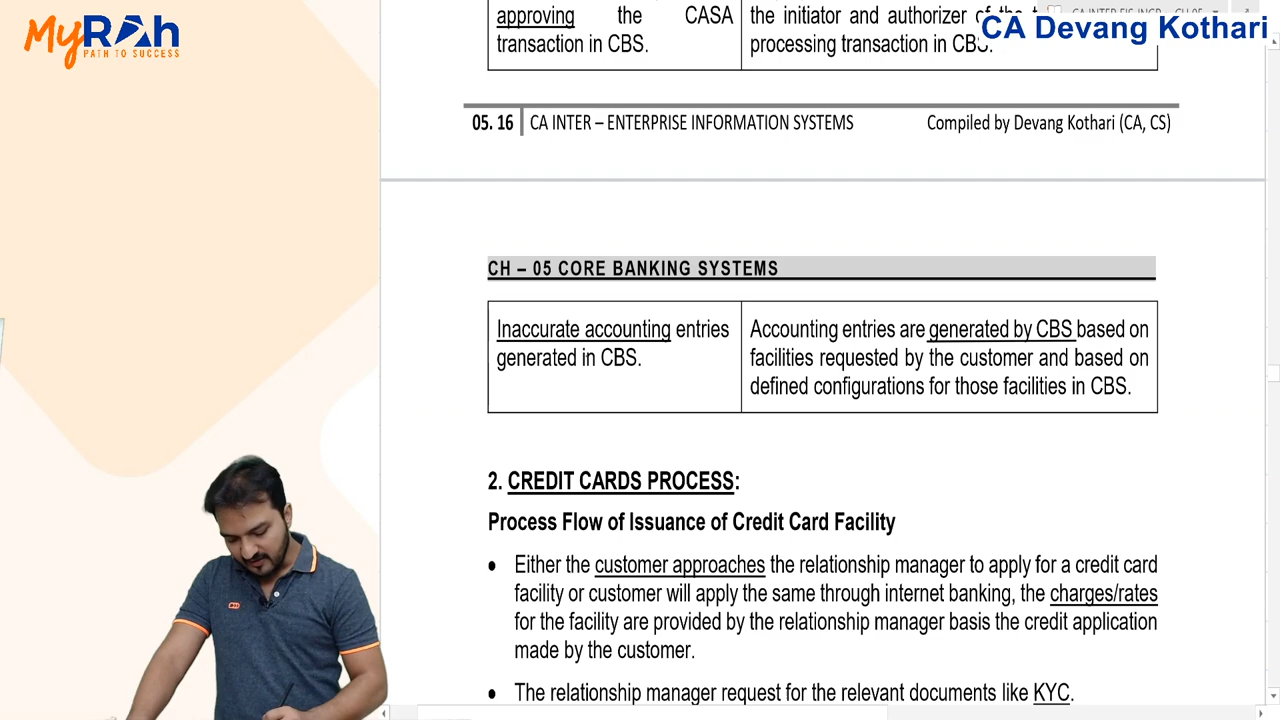 MyRAh
PATH TO SUCCESS
CA Devang Kothari
approving the CASA
transaction in CBS.
the initiator and authorizer of the
processing transaction in CBS.
05. 16 CA INTER – ENTERPRISE INFORMATION SYSTEMS Compiled by Devang Kothari (CA, CS)
CH – 05 CORE BANKING SYSTEMS
Inaccurate accounting entries
generated in CBS.
Accounting entries are generated by CBS based on
facilities requested by the customer and based on
defined configurations for those facilities in CBS.
2. CREDIT CARDS PROCESS:
Process Flow of Issuance of Credit Card Facility
• Either the customer approaches the relationship manager to apply for a credit card
facility or customer will apply the same through internet banking, the charges/rates
for the facility are provided by the relationship manager basis the credit application
made by the customer.
• The relationship manager request for the relevant documents like KYC.